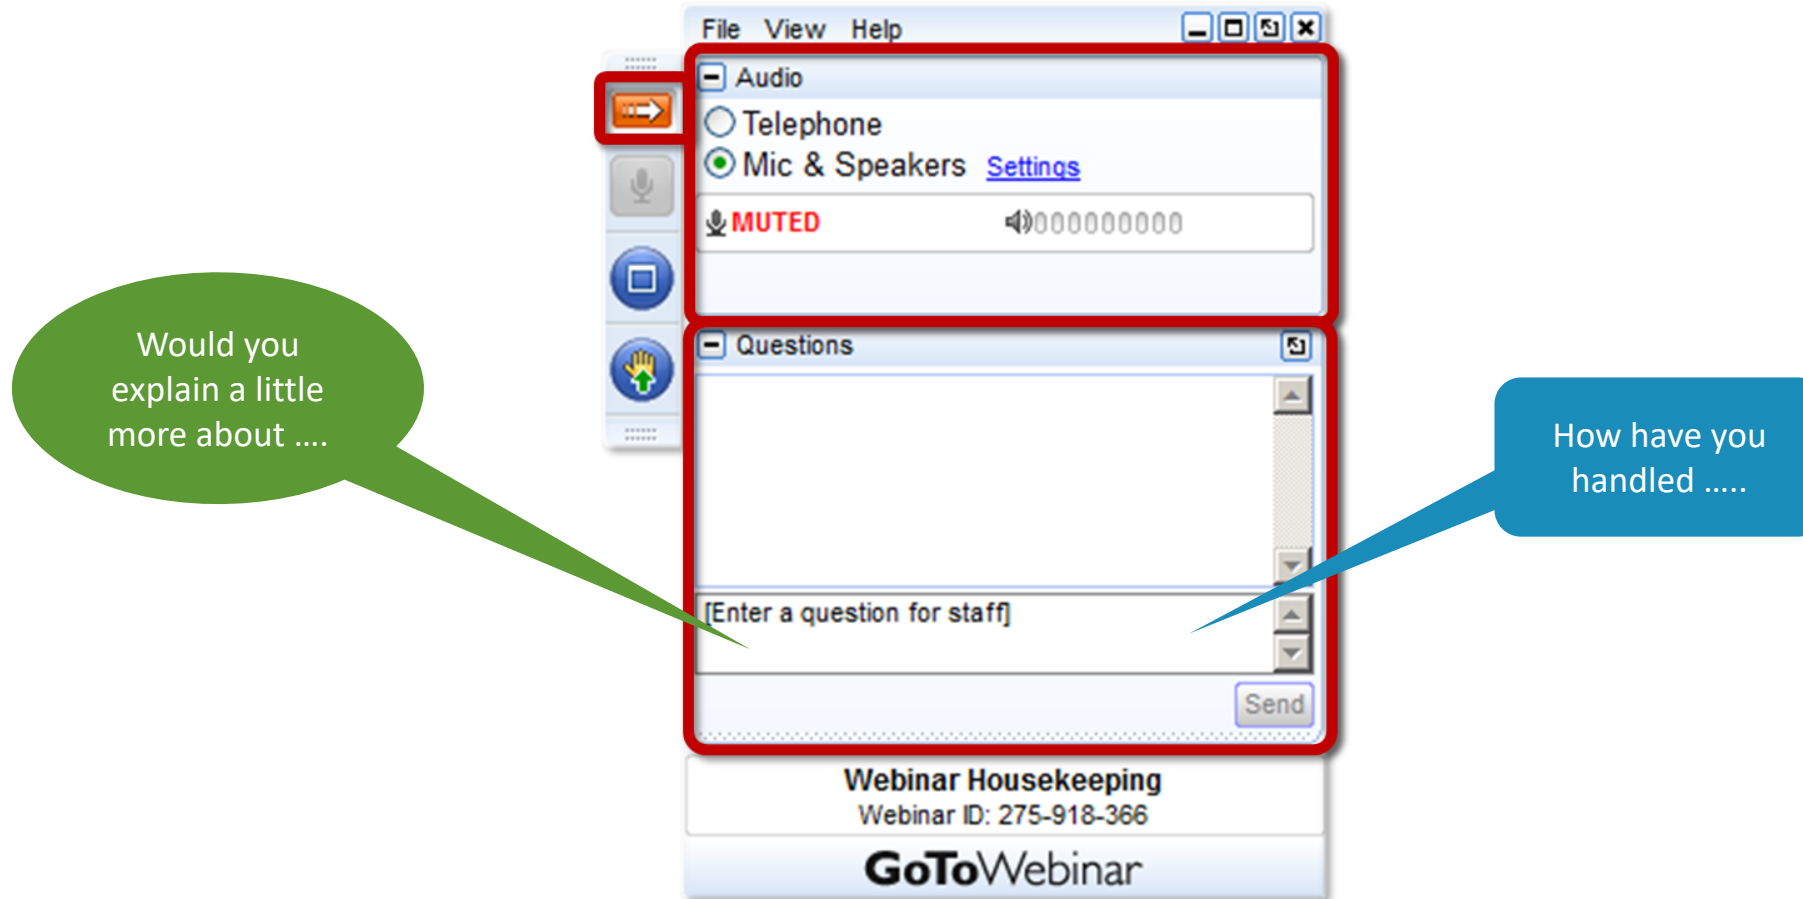 File View Help
Audio
Telephone
Mic & Speakers Settings
MUTED
Questions
Would you
explain a little
more about ....
How have you
handled .....
[Enter a question for staff]
Send
Webinar Housekeeping
Webinar ID: 275-918-366
GoToWebinar